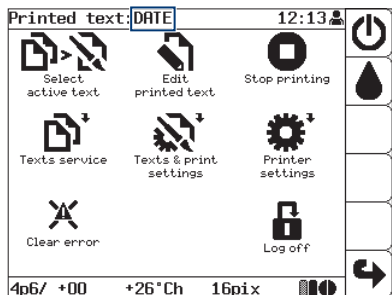 Printed text:DATE 12:13
Select active text
Edit printed text
Stop printing
Texts service
Texts & print settings
Printer settings
Clear error
Log off
4p6/ +00 +26°Ch 16pix